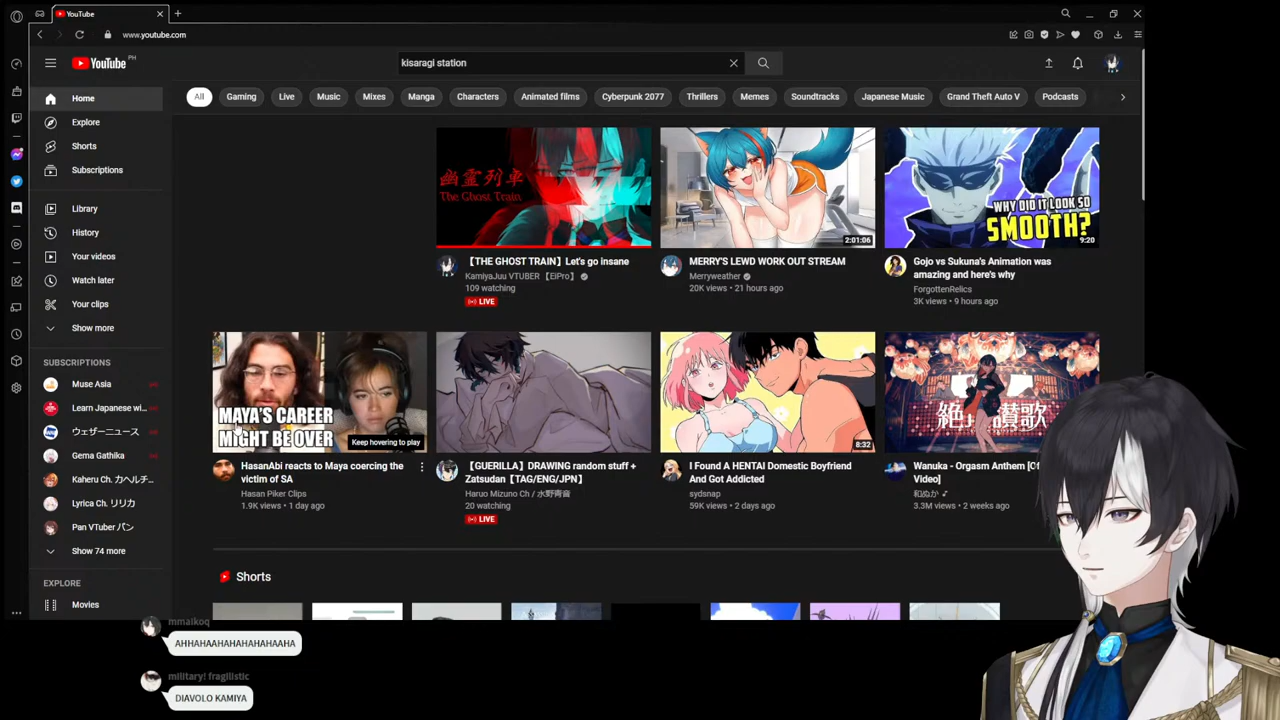 YouTube
www.youtube.com
YouTube PH
kisaragi station
All
Gaming
Live
Music
Mixes
Manga
Characters
Animated films
Cyberpunk 2077
Thrillers
Memes
Soundtracks
Japanese Music
Grand Theft Auto V
Podcasts
Home
Explore
Shorts
Subscriptions
Library
History
Your videos
Watch later
Your clips
Show more
SUBSCRIPTIONS
Muse Asia
Learn Japanese wi...
ウェザーニュース
Gema Gathika
Kaheru Ch. カヘルチ...
Lyrica Ch. リリカ
Pan VTuber パン
Show 74 more
EXPLORE
Movies
幽霊列車
The Ghost Train
【THE GHOST TRAIN】Let's go insane
KamiyaJuu VTUBER 【EiPro】
109 watching
LIVE
2:01:06
MERRY'S LEWD WORK OUT STREAM
Merryweather
20K views • 21 hours ago
WHY DID IT LOOK SO
SMOOTH?
9:20
Gojo vs Sukuna's Animation was
amazing and here's why
ForgottenRelics
3K views • 9 hours ago
MAYA'S CAREER
MIGHT BE OVER
Keep hovering to play
HasanAbi reacts to Maya coercing the
victim of SA
Hasan Piker Clips
1.9K views • 1 day ago
【GUERILLA】DRAWING random stuff +
Zatsudan【TAG/ENG/JPN】
Haruo Mizuno Ch / 水野青翁
20 watching
LIVE
8:32
I Found A HENTAI Domestic Boyfriend
And Got Addicted
sydsnap
59K views • 2 days ago
絶 讃歌
Wanuka - Orgasm Anthem [Of
Video]
和ぬか
3.3M views • 2 weeks ago
Shorts
mmaikoq
AHHAHAAHAHAHAHAHAAHA
military! fragilistic
DIAVOLO KAMIYA